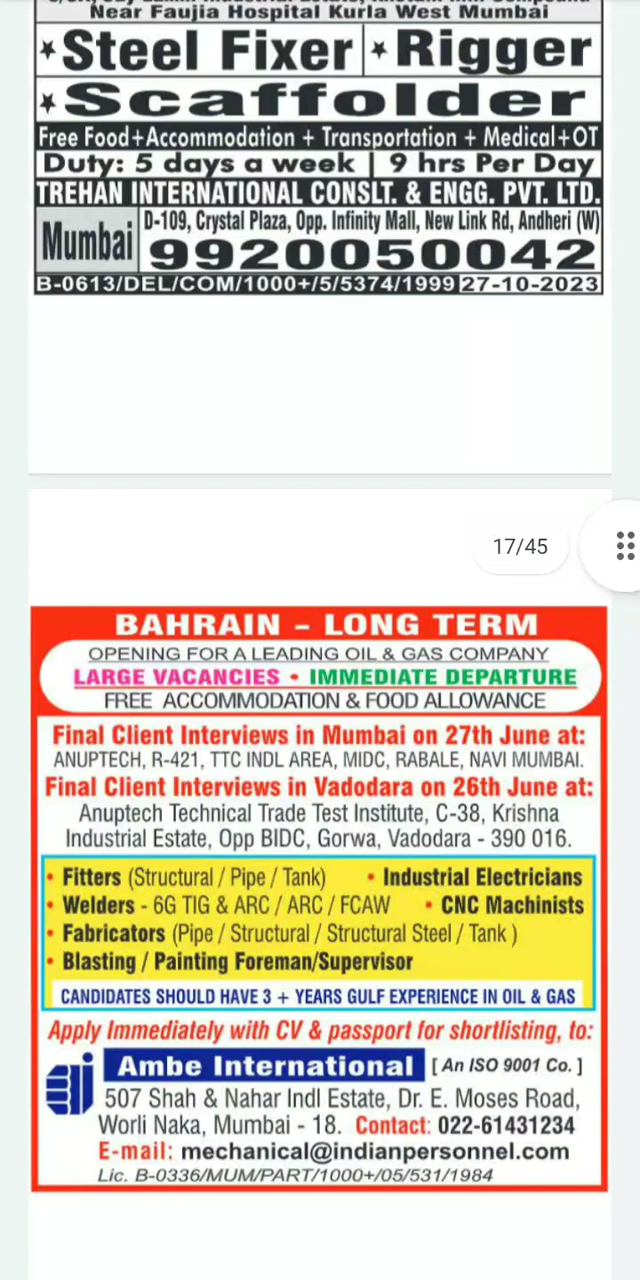 Near Faujia Hospital Kurla West Mumbai
★ Steel Fixer ★ Rigger
★ Scaffolder
Free Food+Accommodation + Transportation + Medical+OT
Duty: 5 days a week | 9 hrs Per Day
TREHAN INTERNATIONAL CONSLT. & ENGG. PVT. LTD.
Mumbai D-109, Crystal Plaza, Opp. Infinity Mall, New Link Rd, Andheri (W)
9920050042
B-0613/DEL/COM/1000+/5/5374/1999 27-10-2023
17/45
BAHRAIN – LONG TERM
OPENING FOR A LEADING OIL & GAS COMPANY
LARGE VACANCIES • IMMEDIATE DEPARTURE
FREE ACCOMMODATION & FOOD ALLOWANCE
Final Client Interviews in Mumbai on 27th June at:
ANUPTECH, R-421, TTC INDL AREA, MIDC, RABALE, NAVI MUMBAI.
Final Client Interviews in Vadodara on 26th June at:
Anuptech Technical Trade Test Institute, C-38, Krishna
Industrial Estate, Opp BIDC, Gorwa, Vadodara - 390 016.
• Fitters (Structural / Pipe / Tank) • Industrial Electricians
• Welders - 6G TIG & ARC / ARC / FCAW • CNC Machinists
• Fabricators (Pipe / Structural / Structural Steel / Tank )
• Blasting / Painting Foreman/Supervisor
CANDIDATES SHOULD HAVE 3 + YEARS GULF EXPERIENCE IN OIL & GAS
Apply Immediately with CV & passport for shortlisting, to:
Ambe International [ An ISO 9001 Co. ]
507 Shah & Nahar Indl Estate, Dr. E. Moses Road,
Worli Naka, Mumbai - 18. Contact: 022-61431234
E-mail: mechanical@indianpersonnel.com
Lic. B-0336/MUM/PART/1000+/05/531/1984